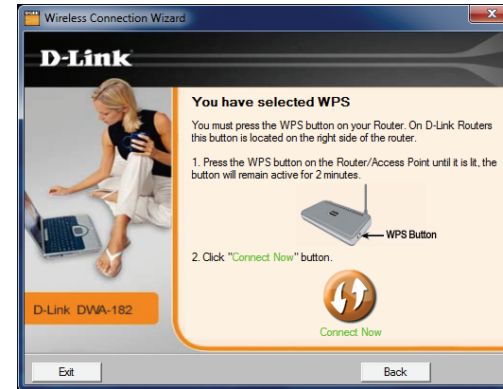 Wireless Connection Wizard
D-Link
You have selected WPS
You must press the WPS button on your Router. On D-Link Routers
this button is located on the right side of the router.
1. Press the WPS button on the Router/Access Point until it is lit, the
button will remain active for 2 minutes.
WPS Button
2. Click "Connect Now" button.
D-Link DWA-182
Connect Now
Exit
Back